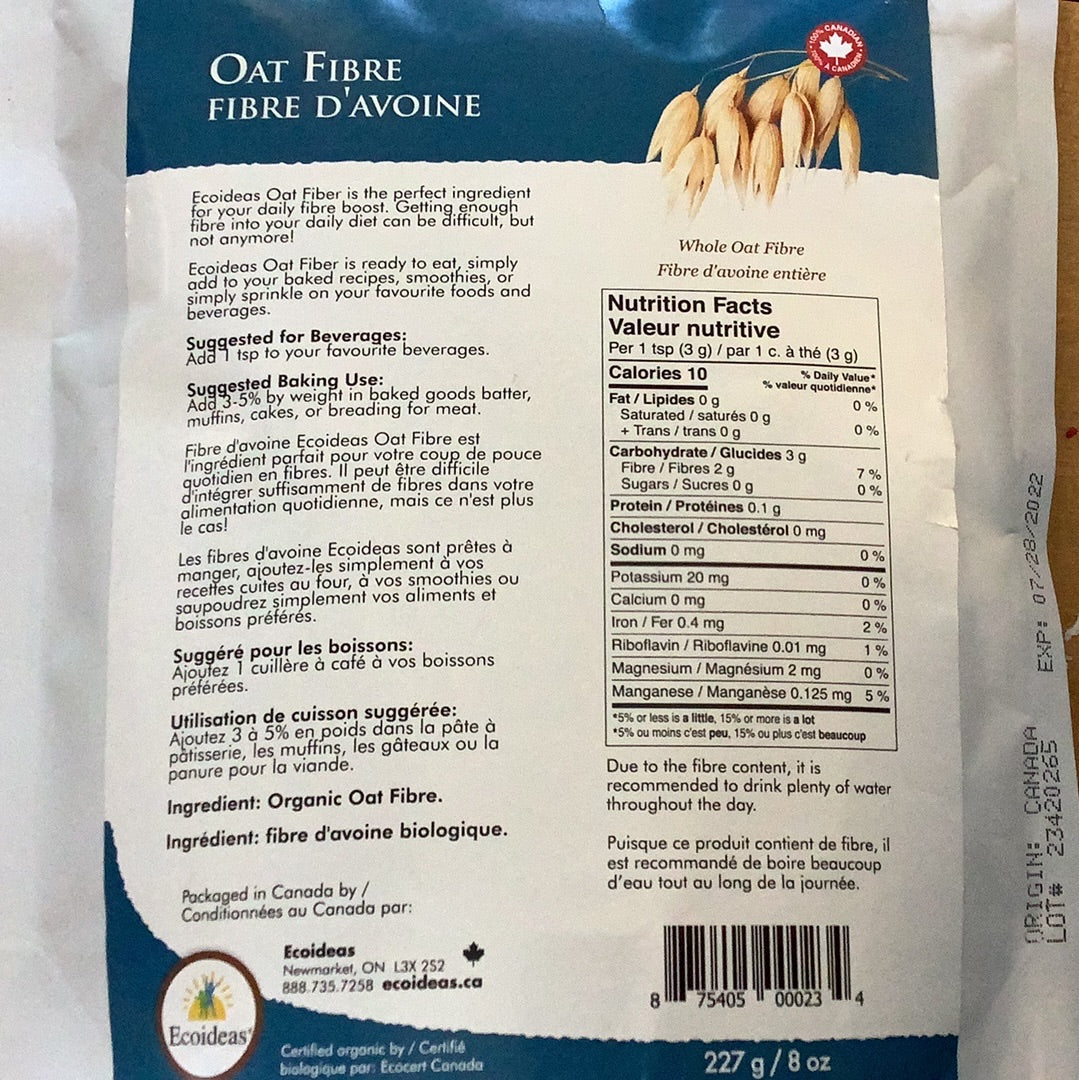 OAT FIBRE
FIBRE D'AVOINE
100% CANADIAN
100% CANADIEN
Ecoideas Oat Fiber is the perfect ingredient
for your daily fibre boost. Getting enough
fibre into your daily diet can be difficult, but
not anymore!
Ecoideas Oat Fiber is ready to eat, simply
add to your baked recipes, smoothies, or
simply sprinkle on your favourite foods and
beverages.
Suggested for Beverages:
Add 1 tsp to your favourite beverages.
Suggested Baking Use:
Add 3-5% by weight in baked goods batter,
muffins, cakes, or breading for meat.
Fibre d'avoine Ecoideas Oat Fibre est
l'ingrédient parfait pour votre coup de pouce
quotidien en fibres. Il peut être difficile
d'intégrer suffisamment de fibres dans votre
alimentation quotidienne, mais ce n'est plus
le cas!
Les fibres d'avoine Ecoideas sont prêtes à
manger, ajoutez-les simplement à vos
recettes cuites au four, à vos smoothies ou
saupoudrez simplement vos aliments et
boissons préférés.
Suggéré pour les boissons:
Ajoutez 1 cuillère à café à vos boissons
préférées.
Utilisation de cuisson suggérée:
Ajoutez 3 à 5% en poids dans la pâte à
pâtisserie, les muffins, les gâteaux ou la
panure pour la viande.
Ingredient: Organic Oat Fibre.
Ingrédient: fibre d'avoine biologique.
Packaged in Canada by /
Conditionnées au Canada par:
Ecoideas
Newmarket, ON L3X 2S2
888.735.7258 ecoideas.ca
Ecoideas
Certified organic by / Certifié
biologique par: Ecocert Canada
Whole Oat Fibre
Fibre d'avoine entière
Nutrition Facts
Valeur nutritive
Per 1 tsp (3 g) / par 1 c. à thé (3 g)
Calories 10
% Daily Value*
% valeur quotidienne*
Fat / Lipides 0 g 0 %
Saturated / saturés 0 g
+ Trans / trans 0 g 0 %
Carbohydrate / Glucides 3 g
Fibre / Fibres 2 g 7 %
Sugars / Sucres 0 g 0 %
Protein / Protéines 0.1 g
Cholesterol / Cholestérol 0 mg
Sodium 0 mg 0 %
Potassium 20 mg 0 %
Calcium 0 mg 0 %
Iron / Fer 0.4 mg 2 %
Riboflavin / Riboflavine 0.01 mg 1 %
Magnesium / Magnésium 2 mg 0 %
Manganese / Manganèse 0.125 mg 5 %
*5% or less is a little, 15% or more is a lot
*5% ou moins c'est peu, 15% ou plus c'est beaucoup
Due to the fibre content, it is
recommended to drink plenty of water
throughout the day.
Puisque ce produit contient de fibre, il
est recommandé de boire beaucoup
d'eau tout au long de la journée.
8 75405 00023 4
227 g / 8 oz
ORIGIN: CANADA EXP: 07/28/2022
LOT# 23420265